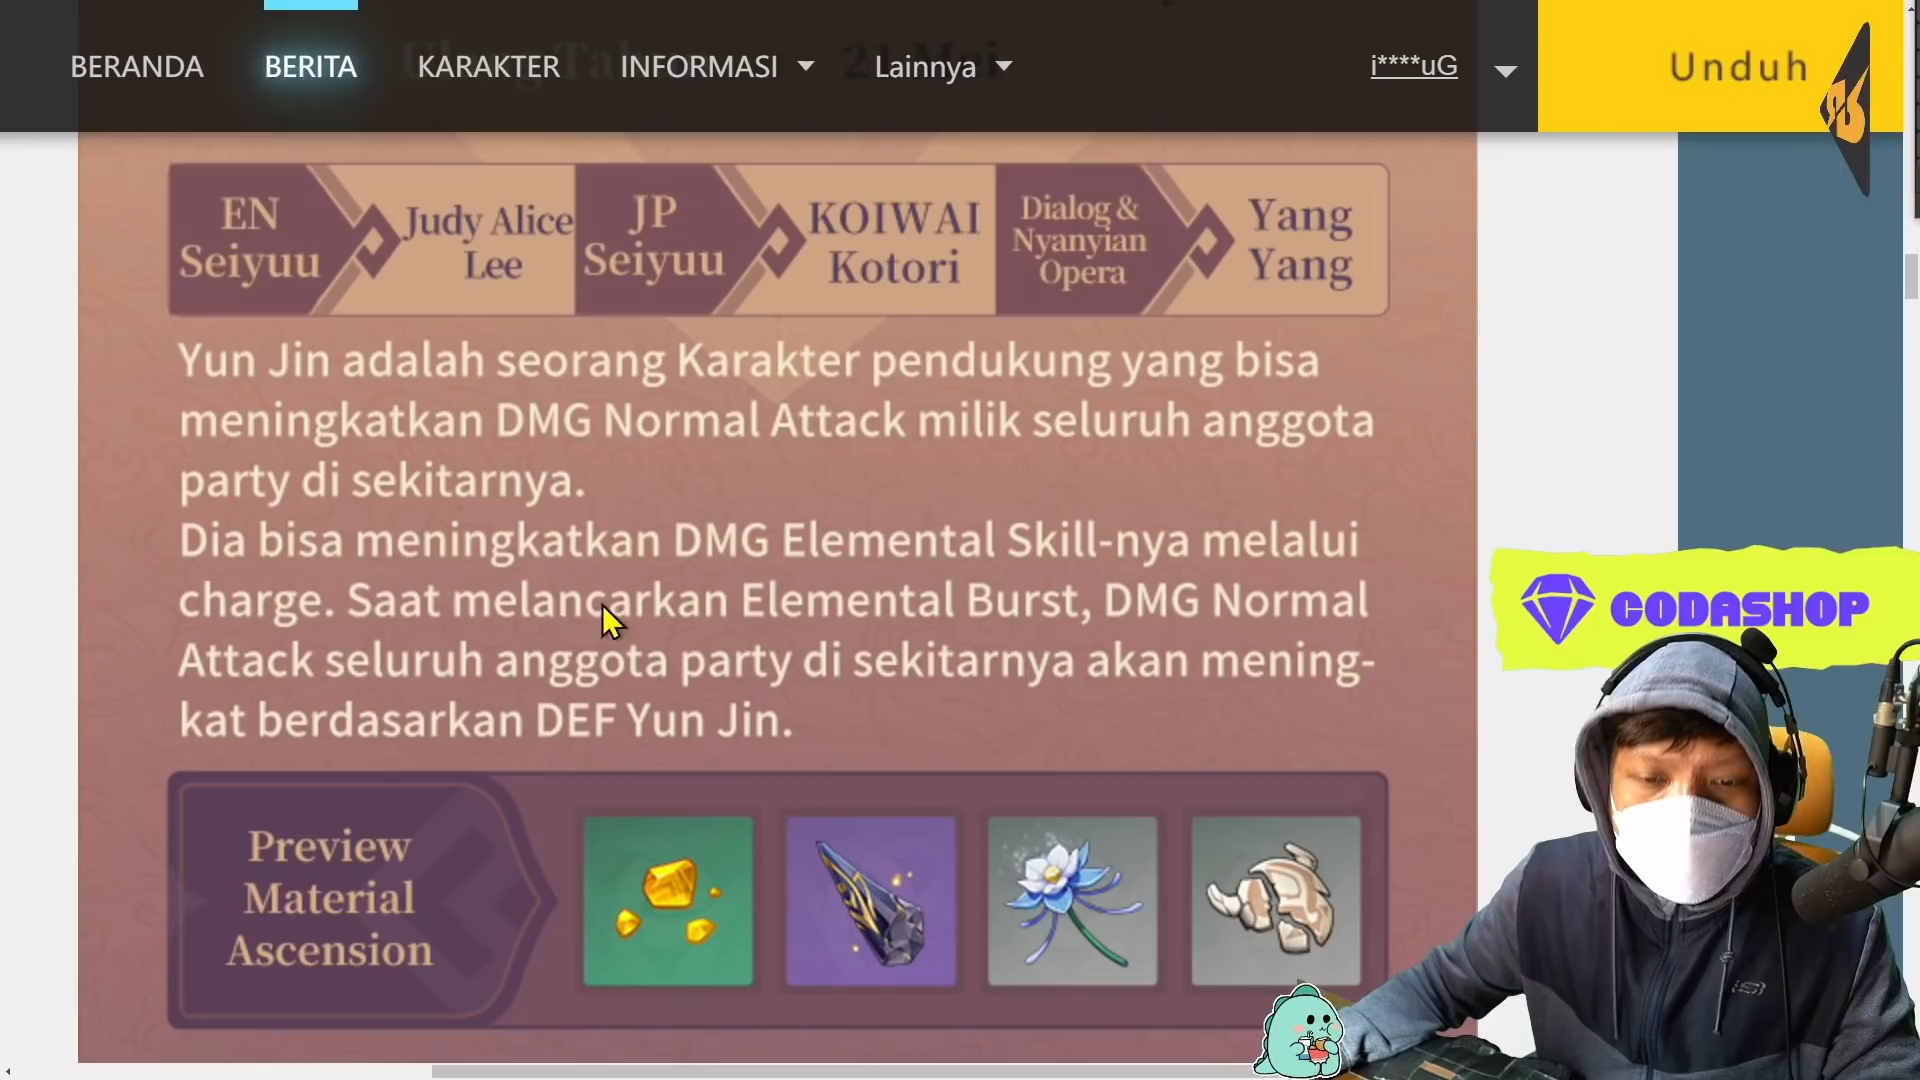 BERANDA BERITA KARAKTER INFORMASI Lainnya i****uG Unduh
EN
Seiyuu
Judy Alice
Lee
JP
Seiyuu
KOIWAI
Kotori
Dialog &
Nyanyian
Opera
Yang
Yang
Yun Jin adalah seorang Karakter pendukung yang bisa
meningkatkan DMG Normal Attack milik seluruh anggota
party di sekitarnya.
Dia bisa meningkatkan DMG Elemental Skill-nya melalui
charge. Saat melancarkan Elemental Burst, DMG Normal
Attack seluruh anggota party di sekitarnya akan mening-
kat berdasarkan DEF Yun Jin.
CODASHOP
Preview
Material
Ascension